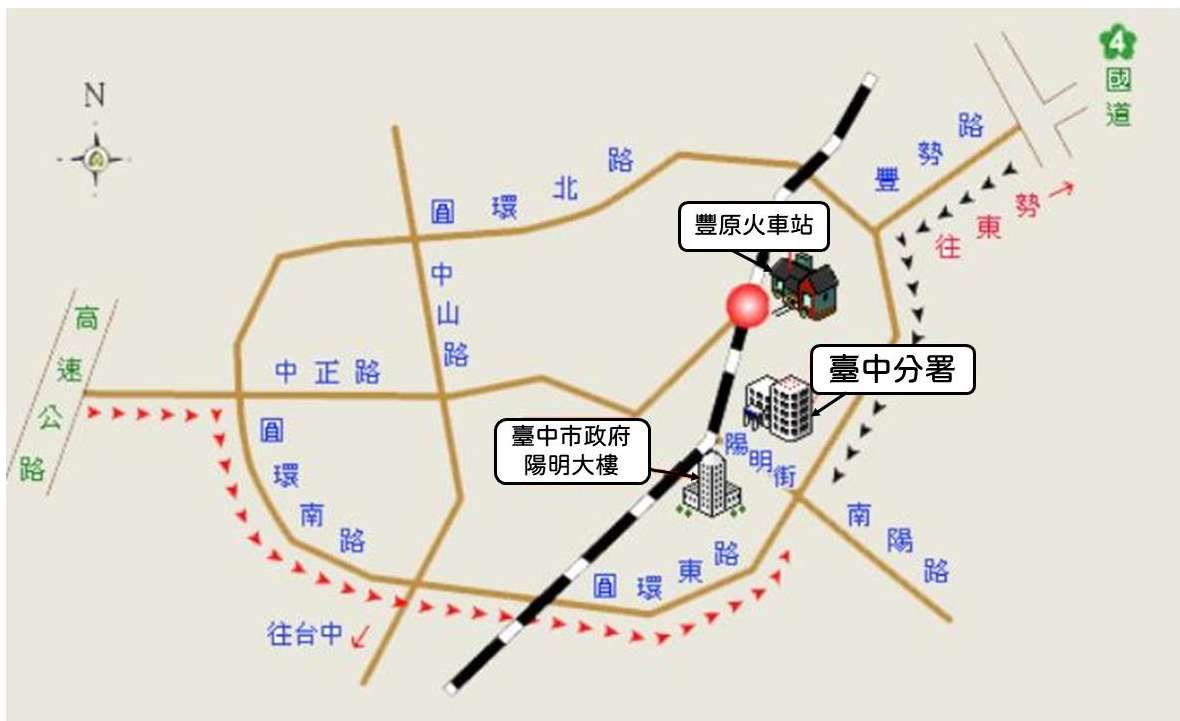 N
4
國道
豐勢路
往東勢
圓環北路
豐原火車站
中山路
高速公路
中正路
臺中分署
圓環南路
臺中市政府
陽明大樓
陽明街
南陽路
圓環東路
往台中